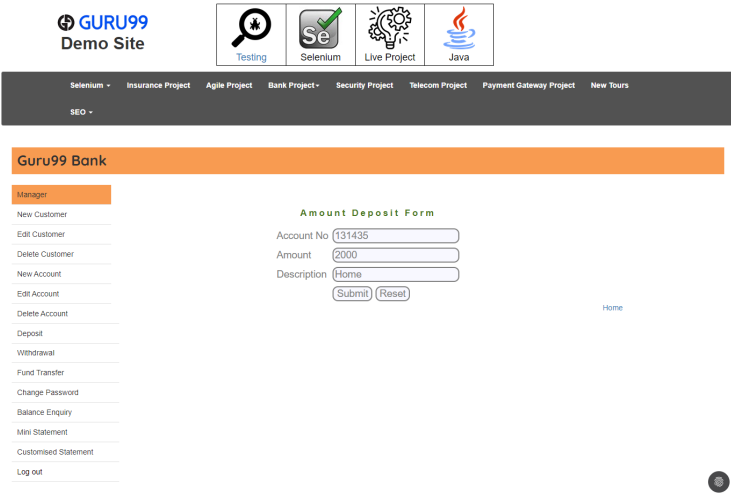 GURU99
Demo Site
Testing
Se
Selenium
Live Project
Java
Selenium Insurance Project Agile Project Bank Project Security Project Telecom Project Payment Gateway Project New Tours
SEO
Guru99 Bank
Manager
New Customer
Edit Customer
Delete Customer
New Account
Edit Account
Delete Account
Deposit
Withdrawal
Fund Transfer
Change Password
Balance Enquiry
Mini Statement
Customised Statement
Log out
Amount Deposit Form
Account No 131435
Amount 2000
Description Home
Submit Reset
Home